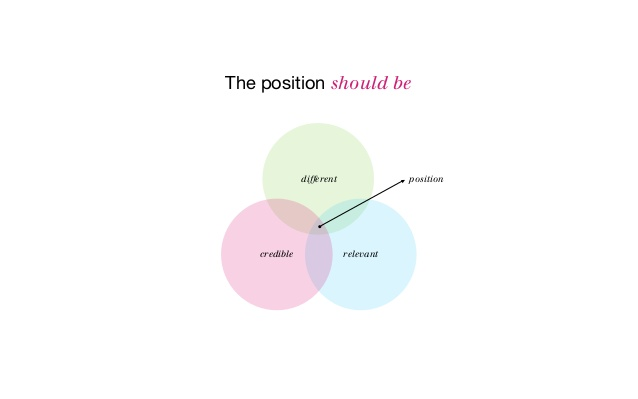 The position should be
different
position
credible
relevant